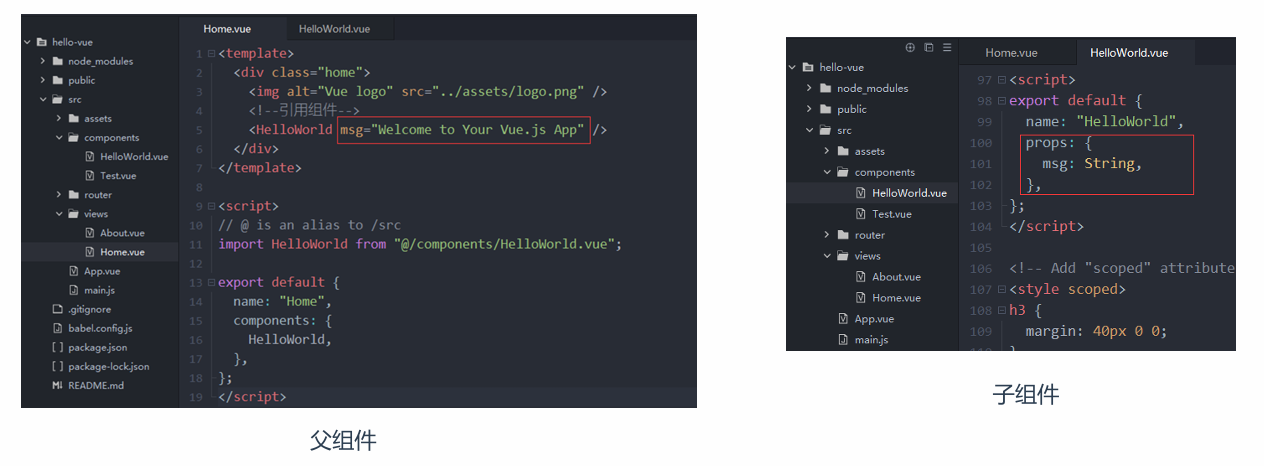 Home.vue HelloWorld.vue
hello-vue
node_modules
public
src
assets
components
HelloWorld.vue
Test.vue
router
views
About.vue
Home.vue
App.vue
main.js
.gitignore
babel.config.js
package.json
package-lock.json
README.md
1 <template>
2 <div class="home">
3 <img alt="Vue logo" src="../assets/logo.png" />
4 <!--引用组件-->
5 <HelloWorld msg="Welcome to Your Vue.js App" />
6 </div>
7 </template>
8
9 <script>
10 // @ is an alias to /src
11 import HelloWorld from "@/components/HelloWorld.vue";
12
13 export default {
14 name: "Home",
15 components: {
16 HelloWorld,
17 },
18 };
19 </script>
父组件
Home.vue HelloWorld.vue
hello-vue
node_modules
public
src
assets
components
HelloWorld.vue
Test.vue
router
views
About.vue
Home.vue
App.vue
main.js
97 <script>
98 export default {
99 name: "HelloWorld",
100 props: {
101 msg: String,
102 },
103 };
104 </script>
105
106 <!-- Add "scoped" attribute
107 <style scoped>
108 h3 {
109 margin: 40px 0 0;
子组件